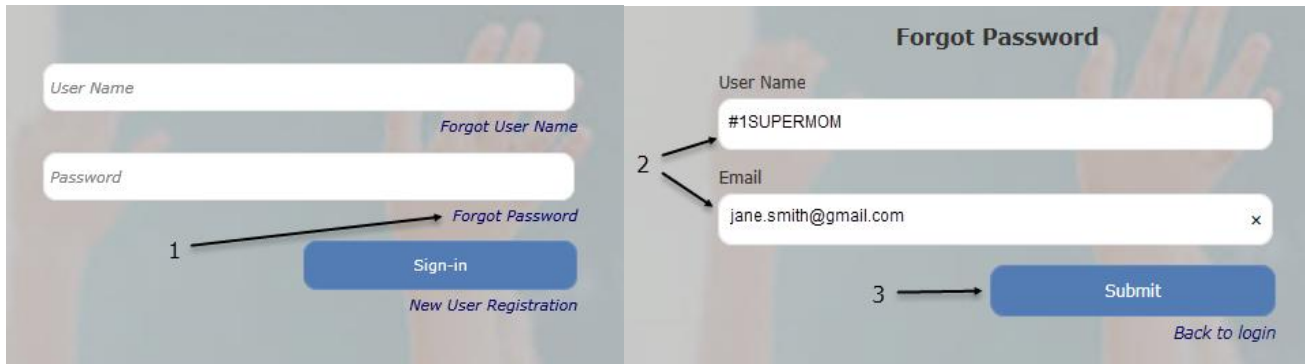 User Name
Forgot User Name
Password
Forgot Password
1
Sign-in
New User Registration
Forgot Password
User Name
#1SUPERMOM
2
Email
jane.smith@gmail.com ×
3
Submit
Back to login